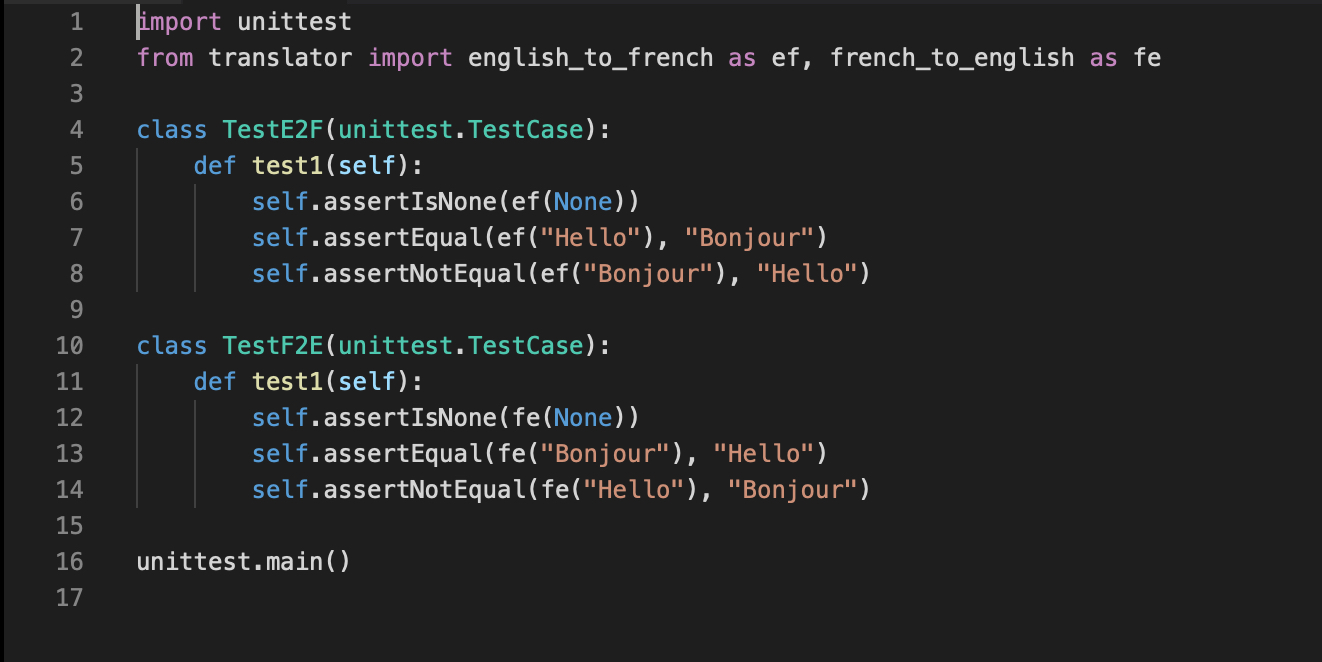 1 import unittest
2 from translator import english_to_french as ef, french_to_english as fe
3
4 class TestE2F(unittest.TestCase):
5     def test1(self):
6         self.assertIsNone(ef(None))
7         self.assertEqual(ef("Hello"), "Bonjour")
8         self.assertNotEqual(ef("Bonjour"), "Hello")
9
10 class TestF2E(unittest.TestCase):
11     def test1(self):
12         self.assertIsNone(fe(None))
13         self.assertEqual(fe("Bonjour"), "Hello")
14         self.assertNotEqual(fe("Hello"), "Bonjour")
15
16 unittest.main()
17